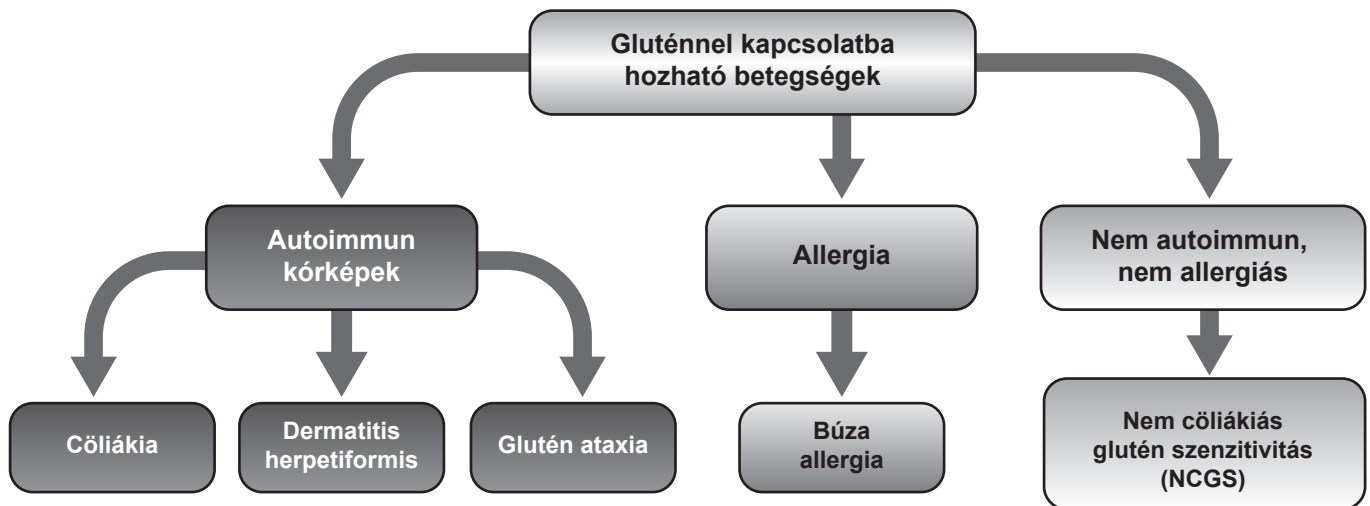 Gluténnel kapcsolatba
hozható betegségek
Autoimmun
kórképek
Allergia
Nem autoimmun,
nem allergiás
Cöliákia
Dermatitis
herpetiformis
Glutén ataxia
Búza
allergia
Nem cöliákiás
glutén szenzitivitás
(NCGS)